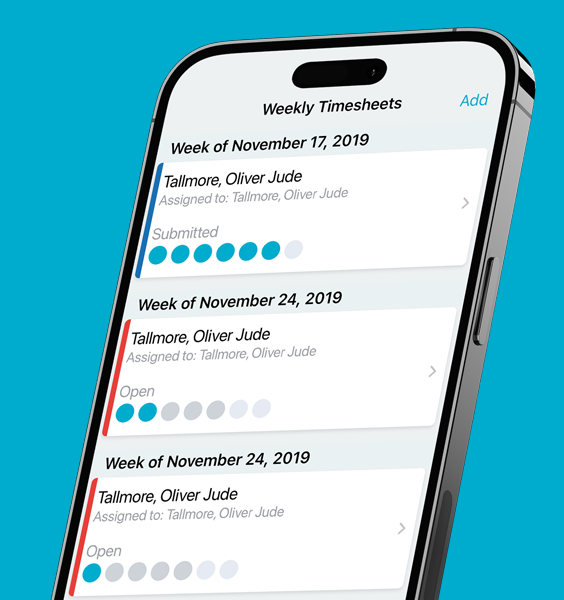 Weekly Timesheets
Add
Week of November 17, 2019
Tallmore, Oliver Jude
Assigned to: Tallmore, Oliver Jude
Submitted
Week of November 24, 2019
Tallmore, Oliver Jude
Assigned to: Tallmore, Oliver Jude
Open
Week of November 24, 2019
Tallmore, Oliver Jude
Assigned to: Tallmore, Oliver Jude
Open